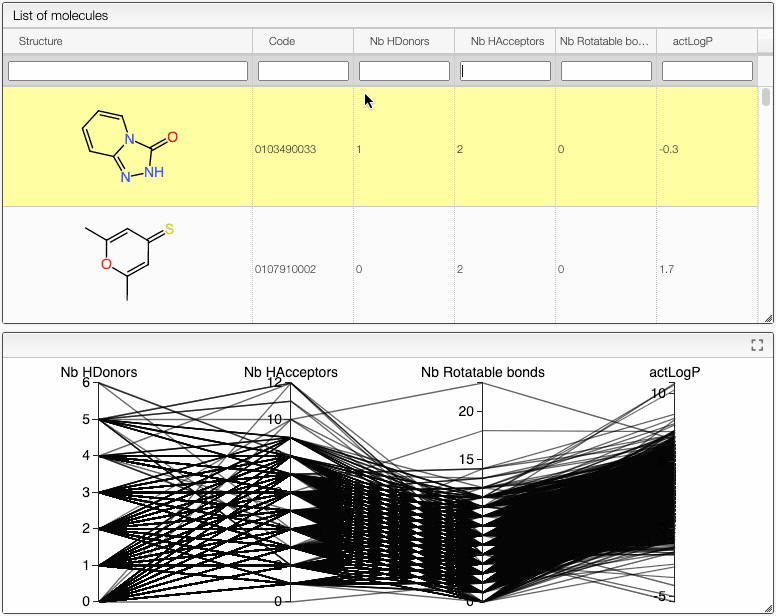 List of molecules
Structure Code Nb HDonors Nb HAcceptors Nb Rotatable bo... actLogP
N O N NH
0103490033 1 2 0 -0.3
S O
0107910002 0 2 0 1.7
Nb HDonors Nb HAcceptors Nb Rotatable bonds actLogP
6 12
10
5 10 20
4
15
3
2
1
0 0 0 -5